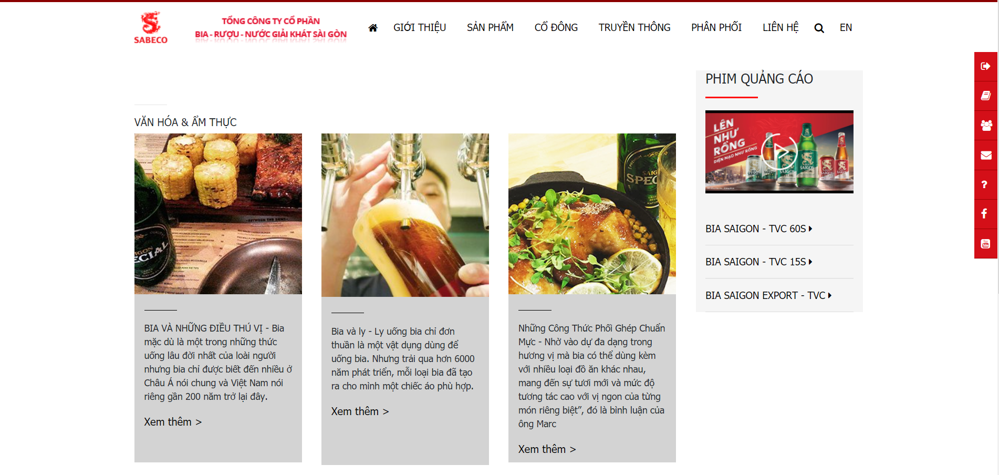 SABECO
TỔNG CÔNG TY CỔ PHẦN
BIA - RƯỢU - NƯỚC GIẢI KHÁT SÀI GÒN
GIỚI THIỆU
SẢN PHẨM
CỔ ĐÔNG
TRUYỀN THÔNG
PHÂN PHỐI
LIÊN HỆ
EN
VĂN HÓA & ẨM THỰC
BIA VÀ NHỮNG ĐIỀU THÚ VỊ - Bia
mặc dù là một trong những thức
uống lâu đời nhất của loài người
nhưng bia chỉ được biết đến nhiều ở
Châu Á nói chung và Việt Nam nói
riêng gần 200 năm trở lại đây.
Xem thêm >
Bia và ly - Ly uống bia chỉ đơn
thuần là một vật dụng dùng để
uống bia. Nhưng trải qua hơn 6000
năm phát triển, mỗi loại bia đã tạo
ra cho mình một chiếc áo phù hợp.
Xem thêm >
Những Công Thức Phối Ghép Chuẩn
Mực - Nhờ vào dự đa dạng trong
hương vị mà bia có thể dùng kèm
với nhiều loại đồ ăn khác nhau,
mang đến sự tươi mới và mức độ
tương tác cao với vị ngon của từng
món riêng biệt”, đó là bình luận của
ông Marc
Xem thêm >
PHIM QUẢNG CÁO
LÊN
NHƯ
RỒNG
DIỆN MẠO NHƯ RỒNG
BIA SAIGON - TVC 60S
BIA SAIGON - TVC 15S
BIA SAIGON EXPORT - TVC